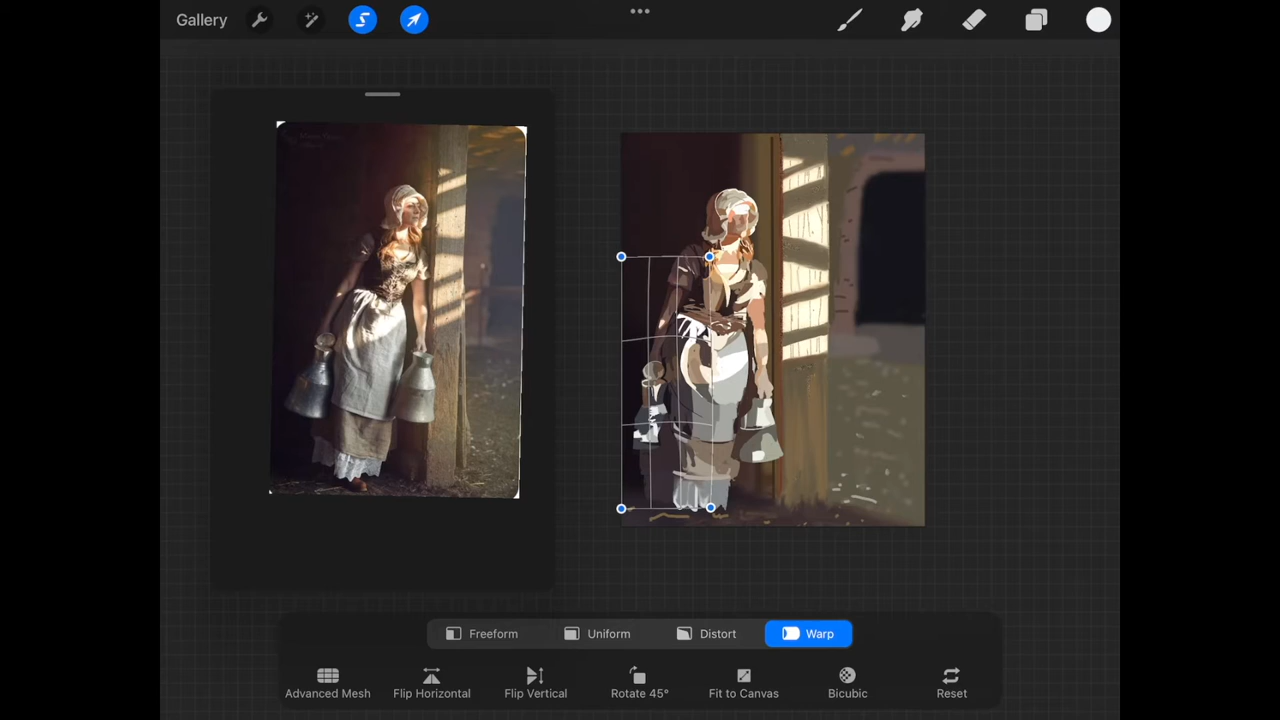 Gallery
Freeform
Uniform
Distort
Warp
Advanced Mesh
Flip Horizontal
Flip Vertical
Rotate 45°
Fit to Canvas
Bicubic
Reset